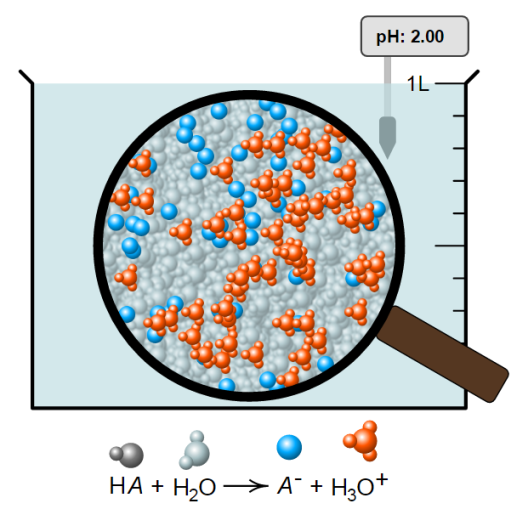 pH: 2.00
1L
HA + H₂O ⟶ A⁻ + H₃O⁺